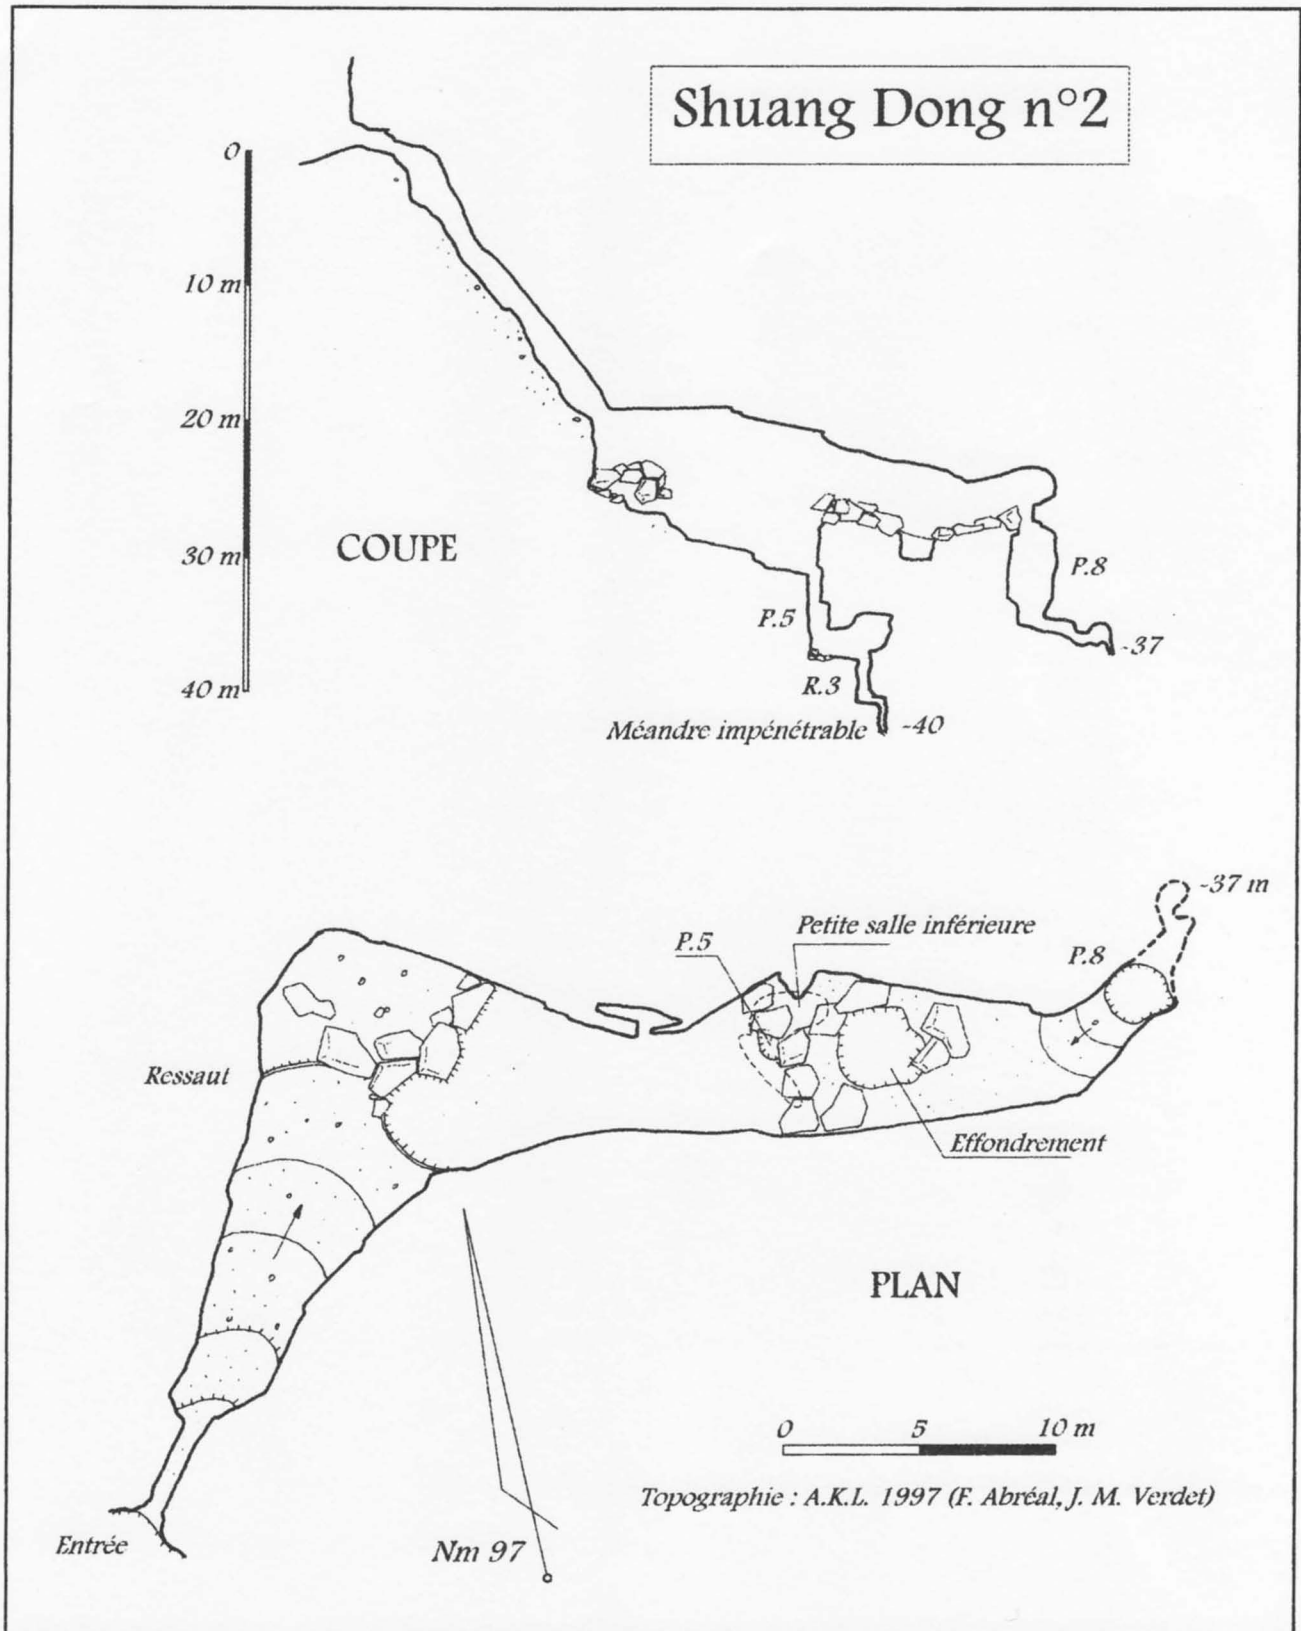 Shuang Dong n°2
0
10 m
20 m
30 m
40 m
COUPE
P.8
P.5
-37
R.3
Méandre impénétrable
-40
-37 m
Petite salle inférieure
P.5
P.8
Ressaut
Effondrement
PLAN
0 5 10 m
Topographie : A.K.L. 1997 (F. Abréal, J. M. Verdet)
Entrée
Nm 97